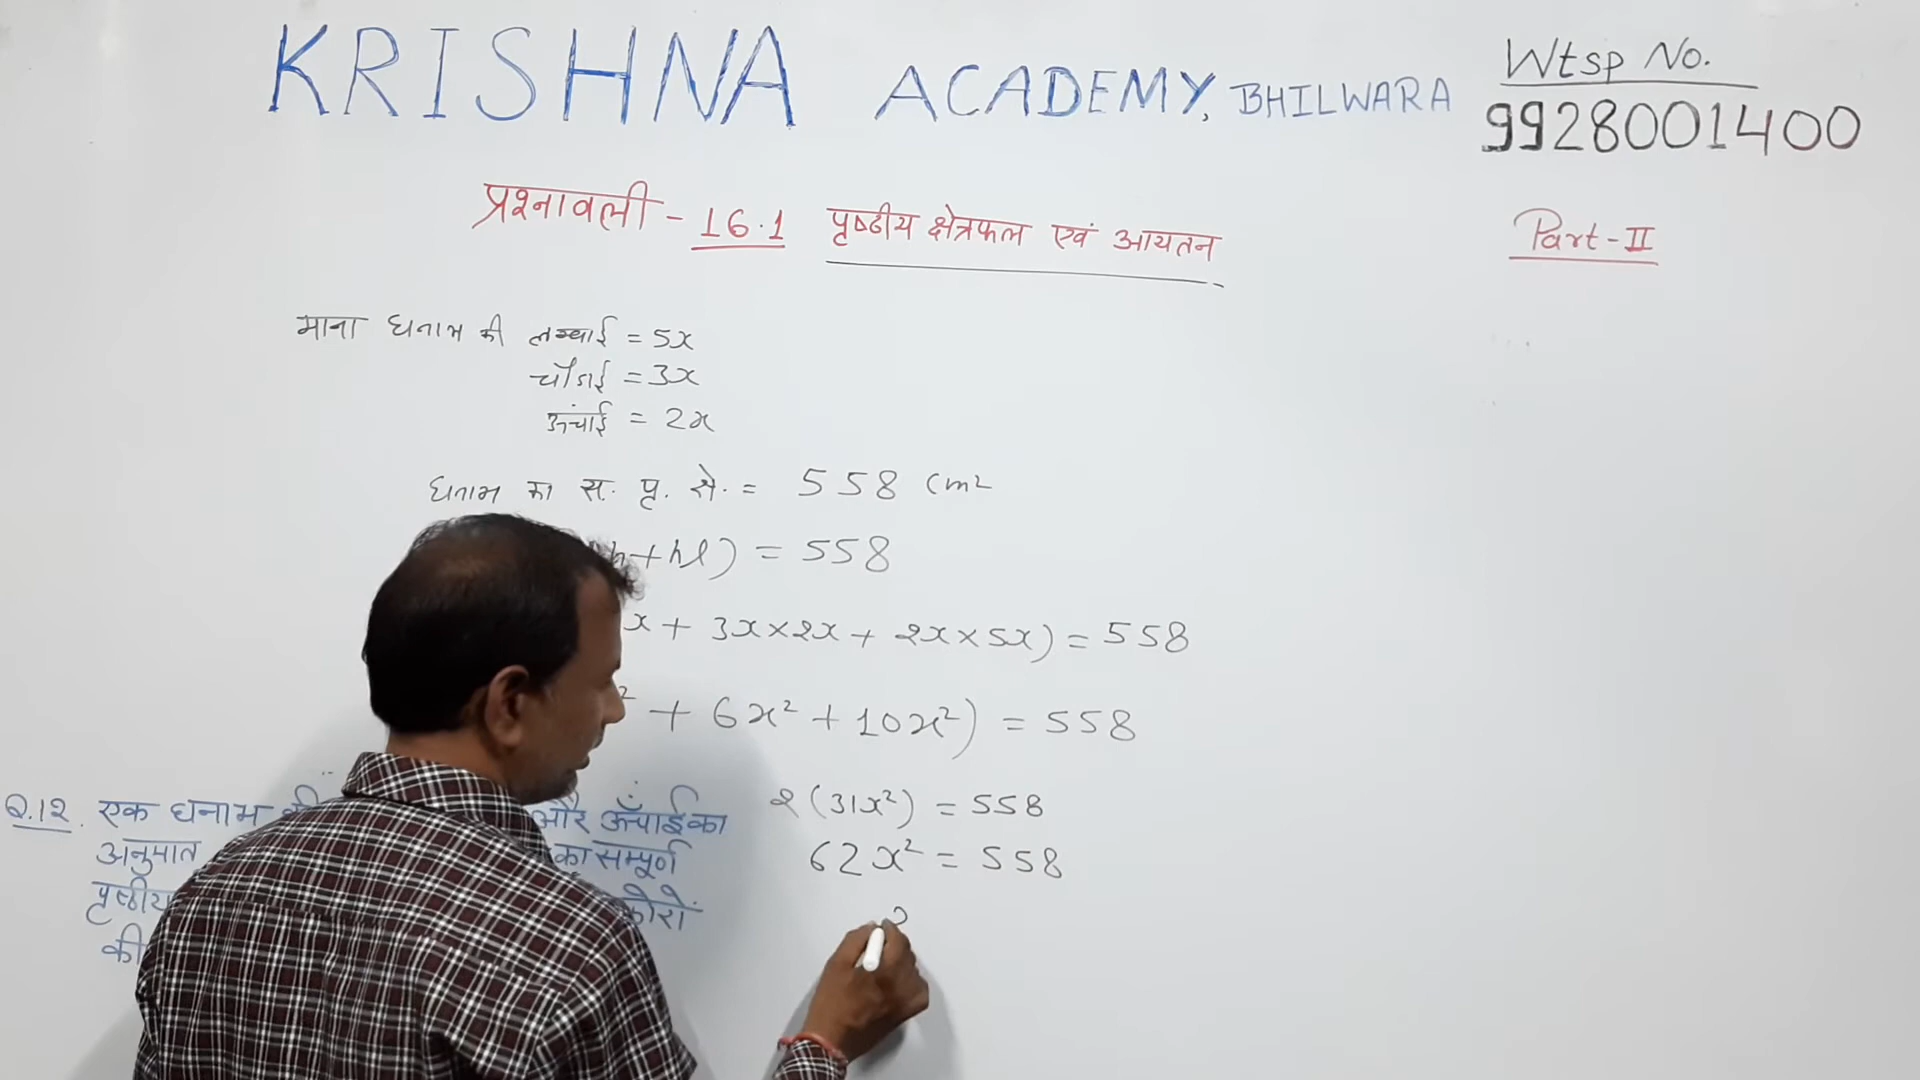 KRISHNA ACADEMY, BHILWARA
Wtsp No.
9928001400
प्रश्नावली - 16.1 पृष्ठीय क्षेत्रफल एवं आयतन
Part - II
माना घनाभ की लम्बाई = 5x
चौडाई = 3x
ऊंचाई = 2x
घनाभ का स. पृ. क्षे. = 558 cm2
h + hl) = 558
x + 3x × 2x + 2x × 5x) = 558
2 + 6x² + 10x²) = 558
2 (31x²) = 558
62x² = 558
Q.12. एक घनाभ और ऊँचाई का
अनुपात का सम्पूर्ण
पृष्ठीय कोरों
की